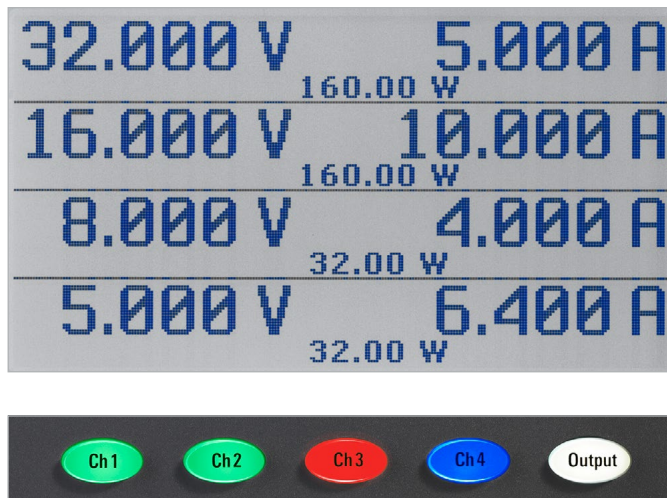 32.000 V 5.000 A
160.00 W
16.000 V 10.000 A
160.00 W
8.000 V 4.000 A
32.00 W
5.000 V 6.400 A
32.00 W
Ch1 Ch2 Ch3 Ch4 Output